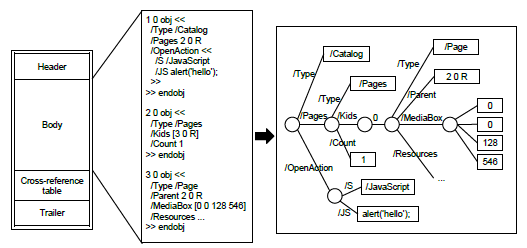 Header
Body
Cross-reference
table
Trailer
1 0 obj <<
/Type /Catalog
/Pages 2 0 R
/OpenAction <<
/S /JavaScript
/JS alert('hello');
>>
>> endobj
2 0 obj <<
/Type /Pages
/Kids [3 0 R]
/Count 1
>> endobj
3 0 obj <<
/Type /Page
/Parent 2 0 R
/MediaBox [0 0 128 546]
/Resources ...
>> endobj
/Catalog
/Type
/Pages
/Type
/Pages
/Kids
0
/Count
1
/OpenAction
/S
/JavaScript
/JS
alert('hello');
/Page
/Type
2 0 R
/Parent
/MediaBox
0
0
128
546
/Resources
...